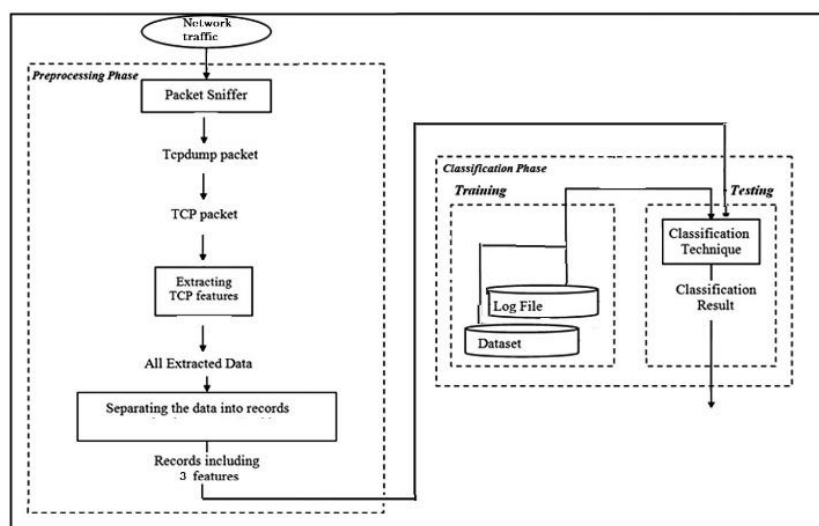 Network
traffic
Preprocessing Phase
Packet Sniffer
Tcpdump packet
TCP packet
Extracting
TCP features
All Extracted Data
Separating the data into records
Records including
3 features
Classification Phase
Training
Testing
Classification
Technique
Classification
Result
Log File
Dataset